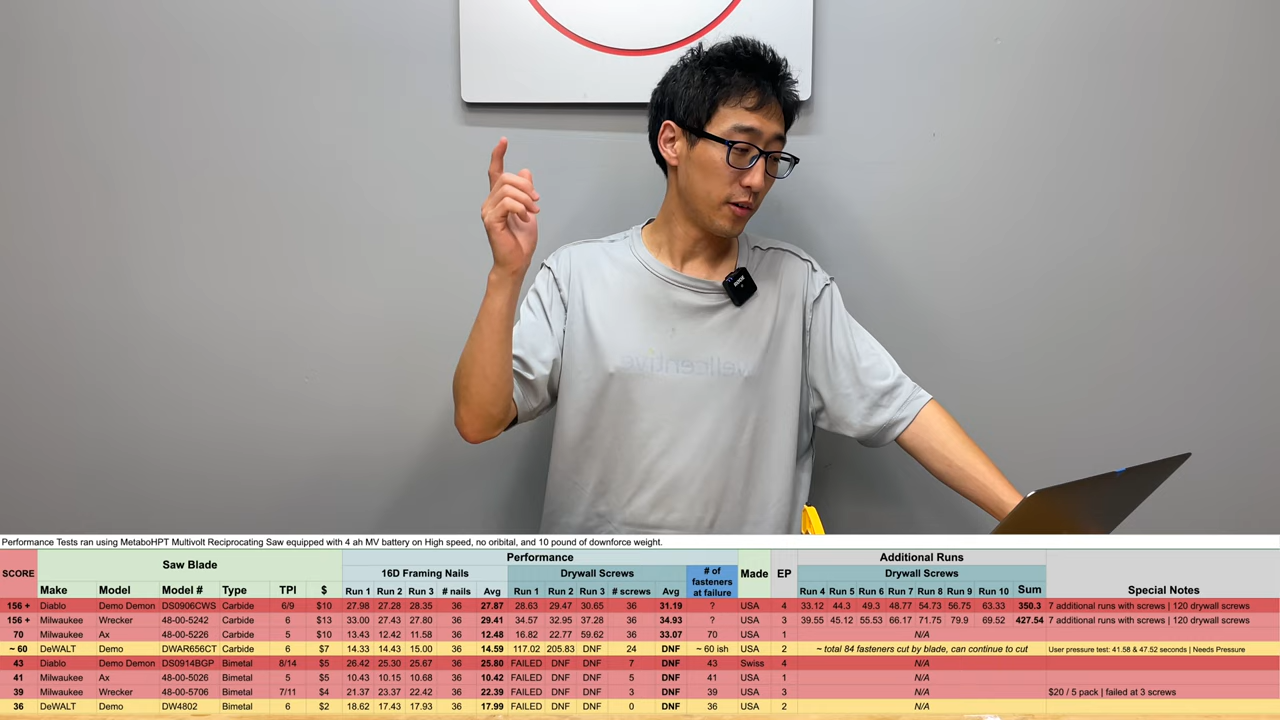 wellcentive
Performance Tests ran using MetaboHPT Multivolt Reciprocating Saw equipped with 4 ah MV battery on High speed, no oribital, and 10 pound of downforce weight.
SCORE Saw Blade Performance Made EP Additional Runs Special Notes
16D Framing Nails Drywall Screws # of fasteners at failure Drywall Screws
Make Model Model # Type TPI $ Run 1 Run 2 Run 3 # nails Avg Run 1 Run 2 Run 3 # screws Avg Run 4 Run 5 Run 6 Run 7 Run 8 Run 9 Run 10 Sum
156 + Diablo Demo Demon DS0906CWS Carbide 6/9 $10 27.98 27.28 28.35 36 27.87 28.63 29.47 30.65 36 31.19 ? USA 4 33.12 44.3 49.3 48.77 54.73 56.75 63.33 350.3 7 additional runs with screws | 120 drywall screws
156 + Milwaukee Wrecker 48-00-5242 Carbide 6 $13 33.00 27.43 27.80 36 29.41 34.57 32.95 37.28 36 34.93 ? USA 3 39.55 45.12 55.53 66.17 71.75 79.9 69.52 427.54 7 additional runs with screws | 120 drywall screws
70 Milwaukee Ax 48-00-5226 Carbide 5 $10 13.43 12.42 11.58 36 12.48 16.82 22.77 59.62 36 33.07 70 USA 1 N/A
~ 60 DeWALT Demo DWAR656CT Carbide 6 $7 14.33 14.43 15.00 36 14.59 117.02 205.83 DNF 24 DNF ~ 60 ish USA 2 ~ total 84 fasteners cut by blade, can continue to cut User pressure test: 41.58 & 47.52 seconds | Needs Pressure
43 Diablo Demo Demon DS0914BGP Bimetal 8/14 $5 26.42 25.30 25.67 36 25.80 FAILED DNF DNF 7 DNF 43 Swiss 4 N/A
41 Milwaukee Ax 48-00-5026 Bimetal 5 $5 10.43 10.15 10.68 36 10.42 FAILED DNF DNF 5 DNF 41 USA 1 N/A
39 Milwaukee Wrecker 48-00-5706 Bimetal 7/11 $4 21.37 23.37 22.42 36 22.39 FAILED DNF DNF 3 DNF 39 USA 3 N/A $20 / 5 pack | failed at 3 screws
36 DeWALT Demo DW4802 Bimetal 6 $2 18.62 17.43 17.93 36 17.99 FAILED DNF DNF 0 DNF 36 USA 2 N/A